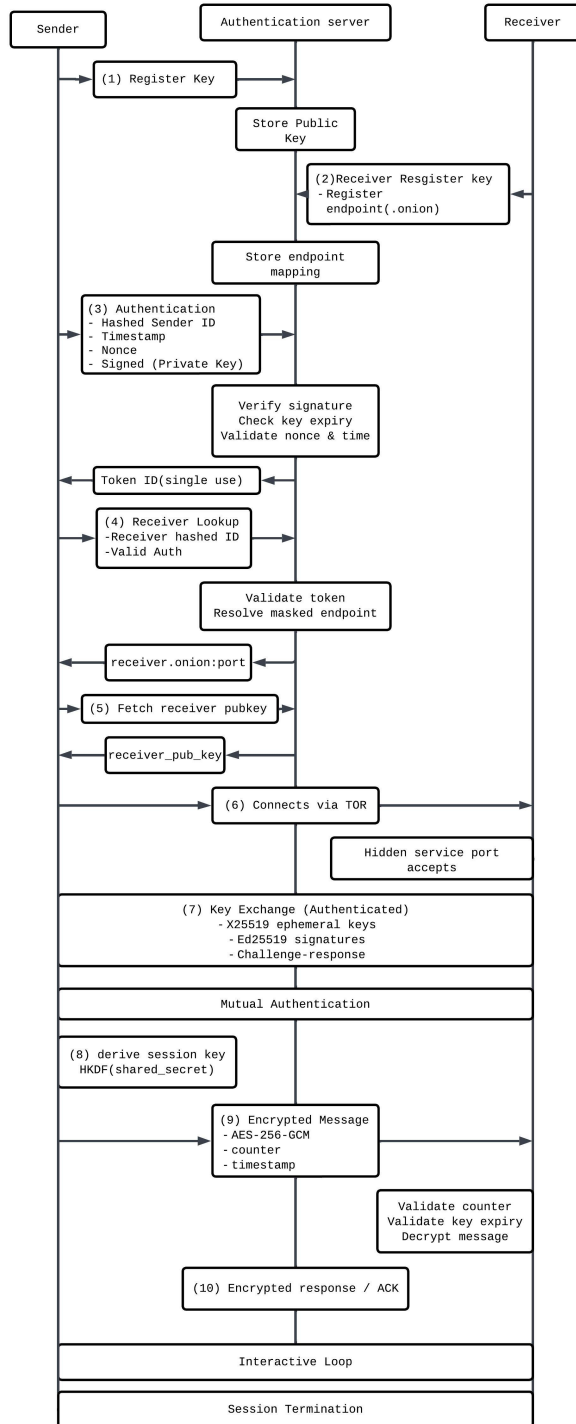 Sender
Authentication server
Receiver
(1) Register Key
Store Public
Key
(2)Receiver Resgister key
- Register
endpoint(.onion)
Store endpoint
mapping
(3) Authentication
- Hashed Sender ID
- Timestamp
- Nonce
- Signed (Private Key)
Verify signature
Check key expiry
Validate nonce & time
Token ID(single use)
(4) Receiver Lookup
-Receiver hashed ID
-Valid Auth
Validate token
Resolve masked endpoint
receiver.onion:port
(5) Fetch receiver pubkey
receiver_pub_key
(6) Connects via TOR
Hidden service port
accepts
(7) Key Exchange (Authenticated)
- X25519 ephemeral keys
- Ed25519 signatures
- Challenge-response
Mutual Authentication
(8) derive session key
HKDF(shared_secret)
(9) Encrypted Message
- AES-256-GCM
- counter
- timestamp
Validate counter
Validate key expiry
Decrypt message
(10) Encrypted response / ACK
Interactive Loop
Session Termination